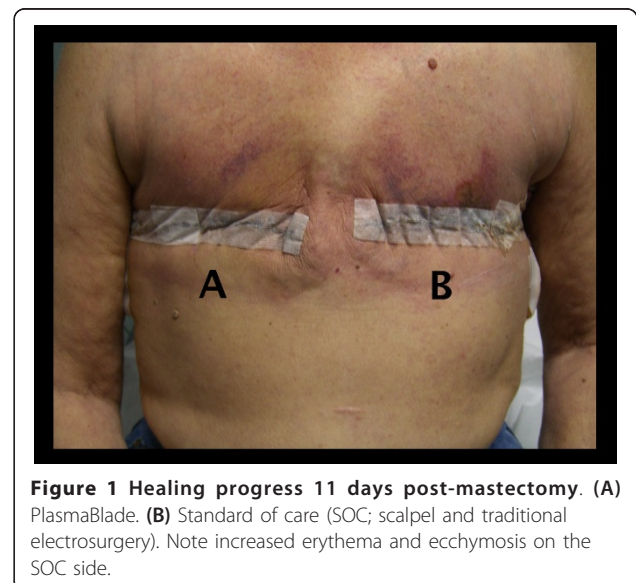 A
B
Figure 1 Healing progress 11 days post-mastectomy. (A)
PlasmaBlade. (B) Standard of care (SOC; scalpel and traditional
electrosurgery). Note increased erythema and ecchymosis on the
SOC side.